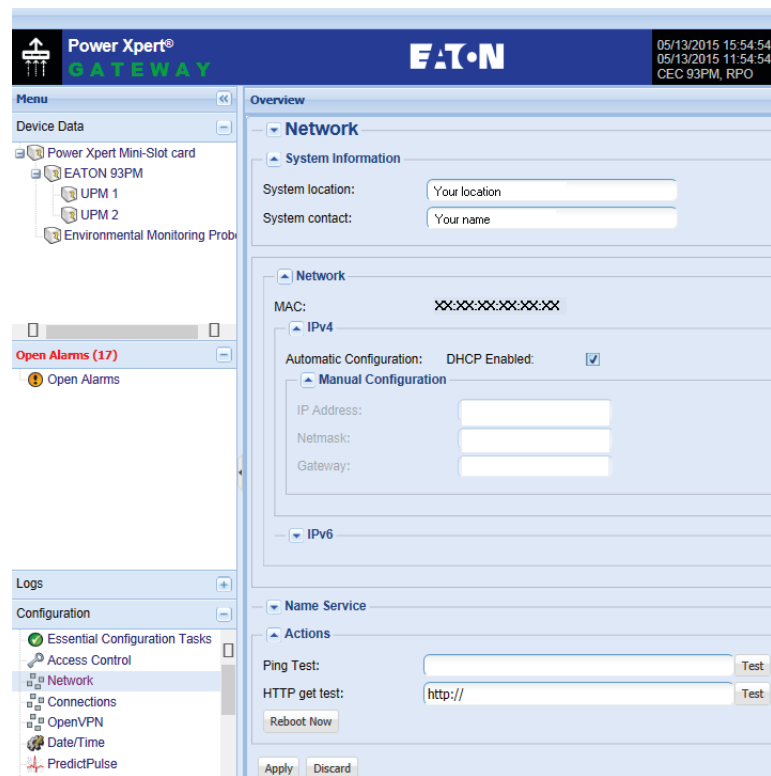 Power Xpert®
GATEWAY
EATON
05/13/2015 15:54:54
05/13/2015 11:54:54
CEC 93PM, RPO
Menu
Device Data
Power Xpert Mini-Slot card
EATON 93PM
UPM 1
UPM 2
Environmental Monitoring Probe
Open Alarms (17)
Open Alarms
Logs
Configuration
Essential Configuration Tasks
Access Control
Network
Connections
OpenVPN
Date/Time
PredictPulse
Overview
Network
System Information
System location: Your location
System contact: Your name
Network
MAC: XX:XX:XX:XX:XX:XX
IPv4
Automatic Configuration: DHCP Enabled:
Manual Configuration
IP Address:
Netmask:
Gateway:
IPv6
Name Service
Actions
Ping Test: Test
HTTP get test: http:// Test
Reboot Now
Apply Discard